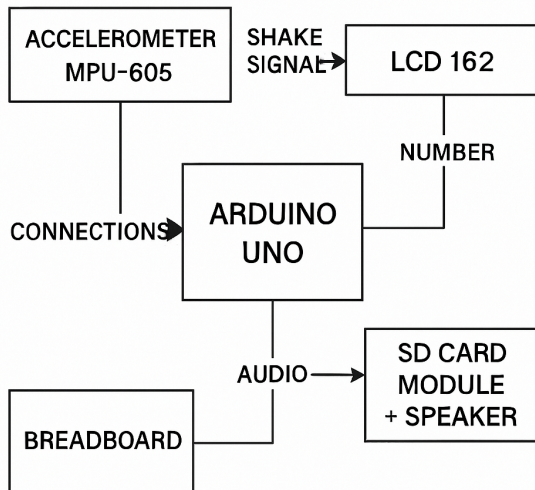 ACCELEROMETER
MPU-605
SHAKE
SIGNAL
LCD 162
NUMBER
CONNECTIONS
ARDUINO
UNO
AUDIO
SD CARD
MODULE
+ SPEAKER
BREADBOARD